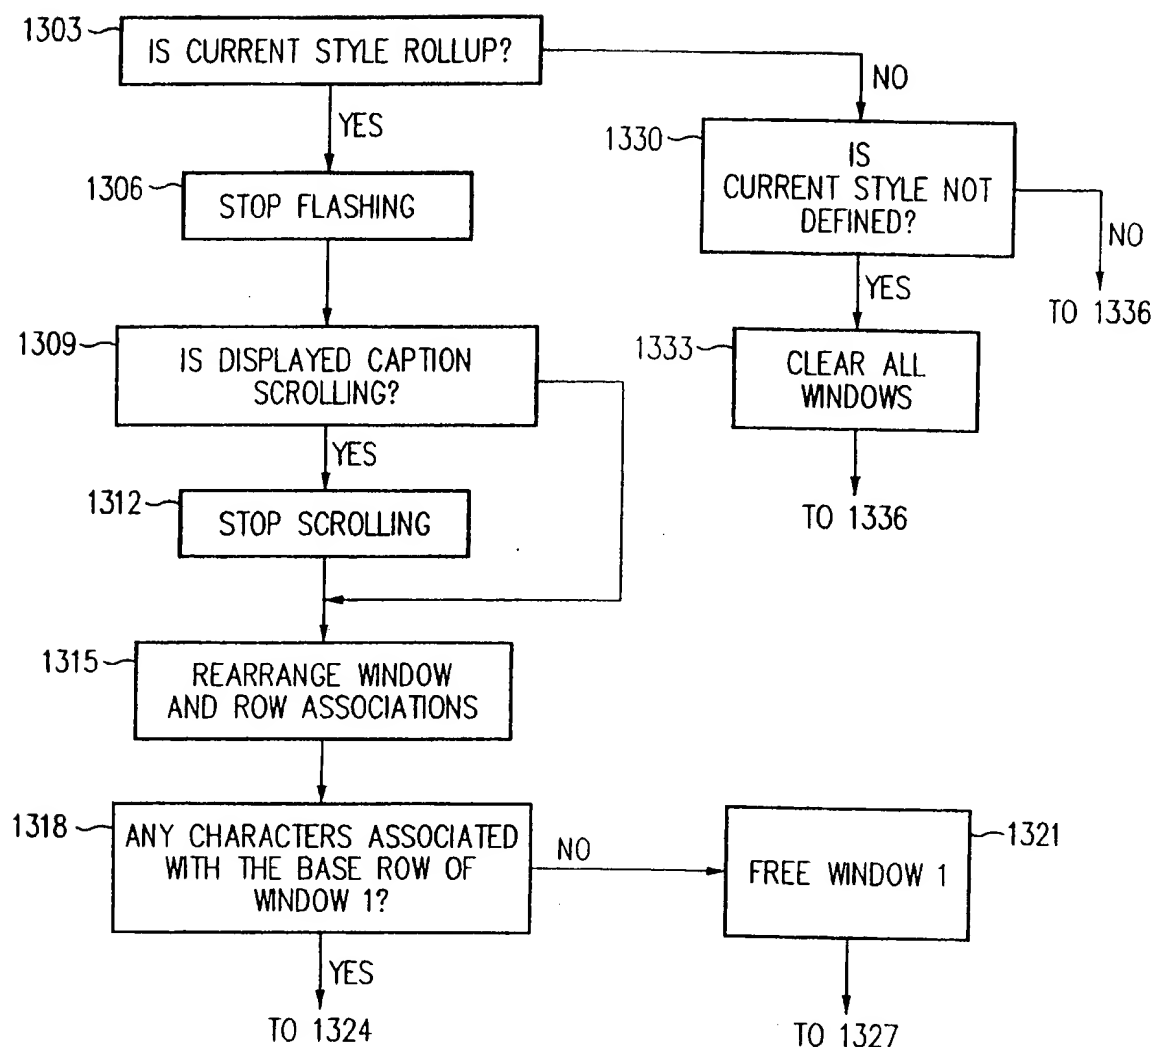 1303
IS CURRENT STYLE ROLLUP?
NO
YES
1330
IS
CURRENT STYLE NOT
DEFINED?
1306
STOP FLASHING
NO
YES
TO 1336
1309
IS DISPLAYED CAPTION
SCROLLING?
1333
CLEAR ALL
WINDOWS
YES
1312
STOP SCROLLING
TO 1336
1315
REARRANGE WINDOW
AND ROW ASSOCIATIONS
1318
ANY CHARACTERS ASSOCIATED
WITH THE BASE ROW OF
WINDOW 1?
NO
1321
FREE WINDOW 1
YES
TO 1324
TO 1327